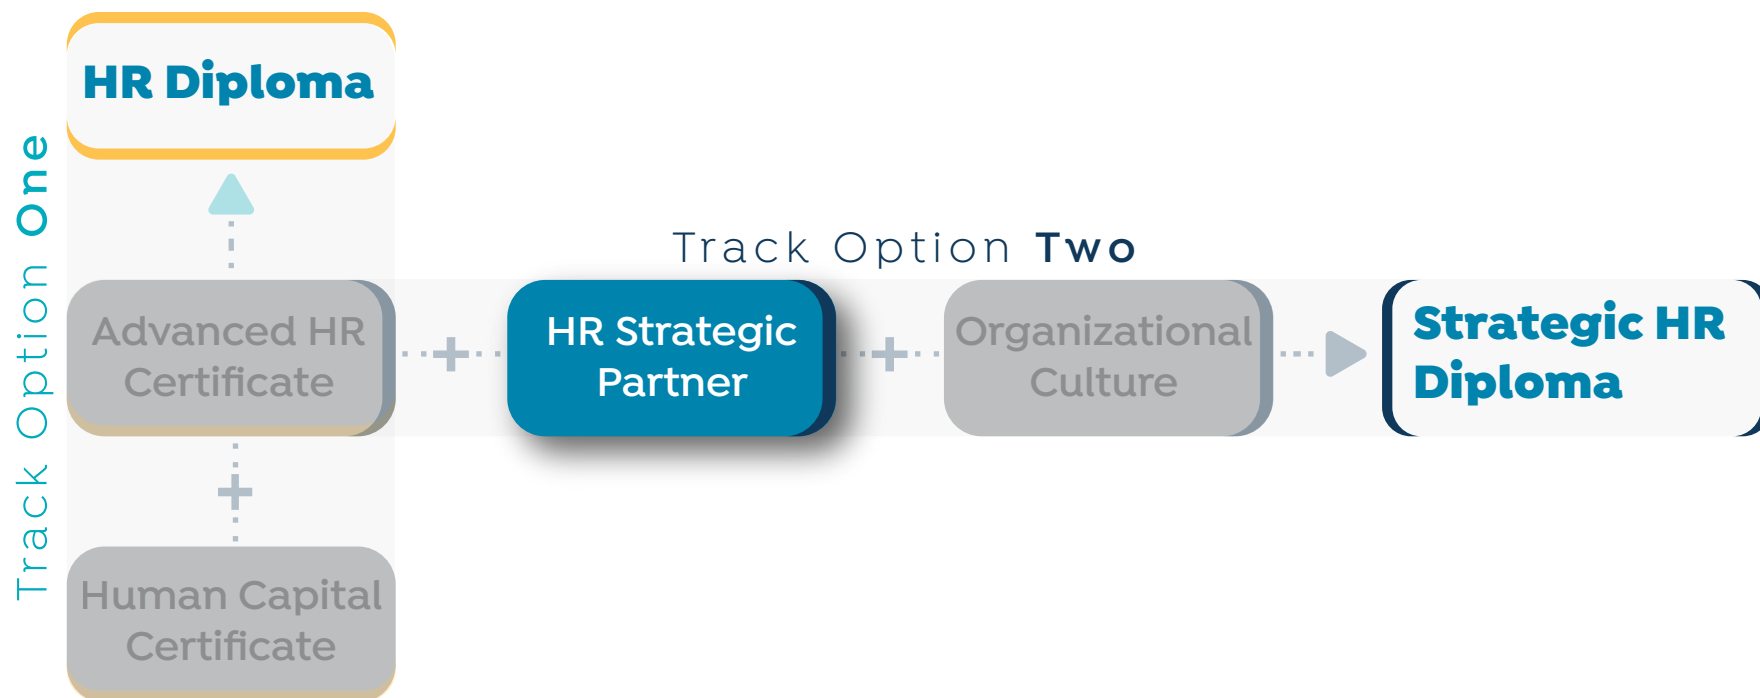 HR Diploma
Track Option One
Track Option Two
Advanced HR
Certificate
HR Strategic
Partner
Organizational
Culture
Strategic HR
Diploma
Human Capital
Certificate